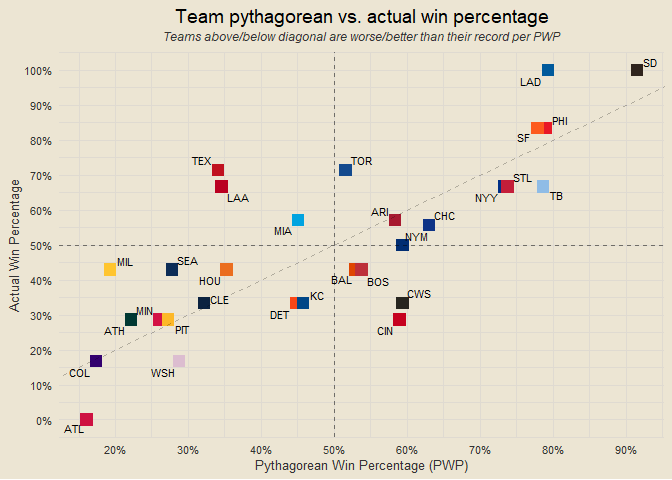 Team pythagorean vs. actual win percentage
Teams above/below diagonal are worse/better than their record per PWP
Actual Win Percentage
100%
90%
80%
70%
60%
50%
40%
30%
20%
10%
0%
SD
LAD
PHI
SF
TEX
TOR
STL
LAA
NYY
TB
ARI
CHC
MIA
NYM
MIL
SEA
HOU
BAL
BOS
CLE
KC
CWS
MIN
DET
ATH
PIT
CIN
COL
WSH
ATL
20%
30%
40%
50%
60%
70%
80%
90%
Pythagorean Win Percentage (PWP)